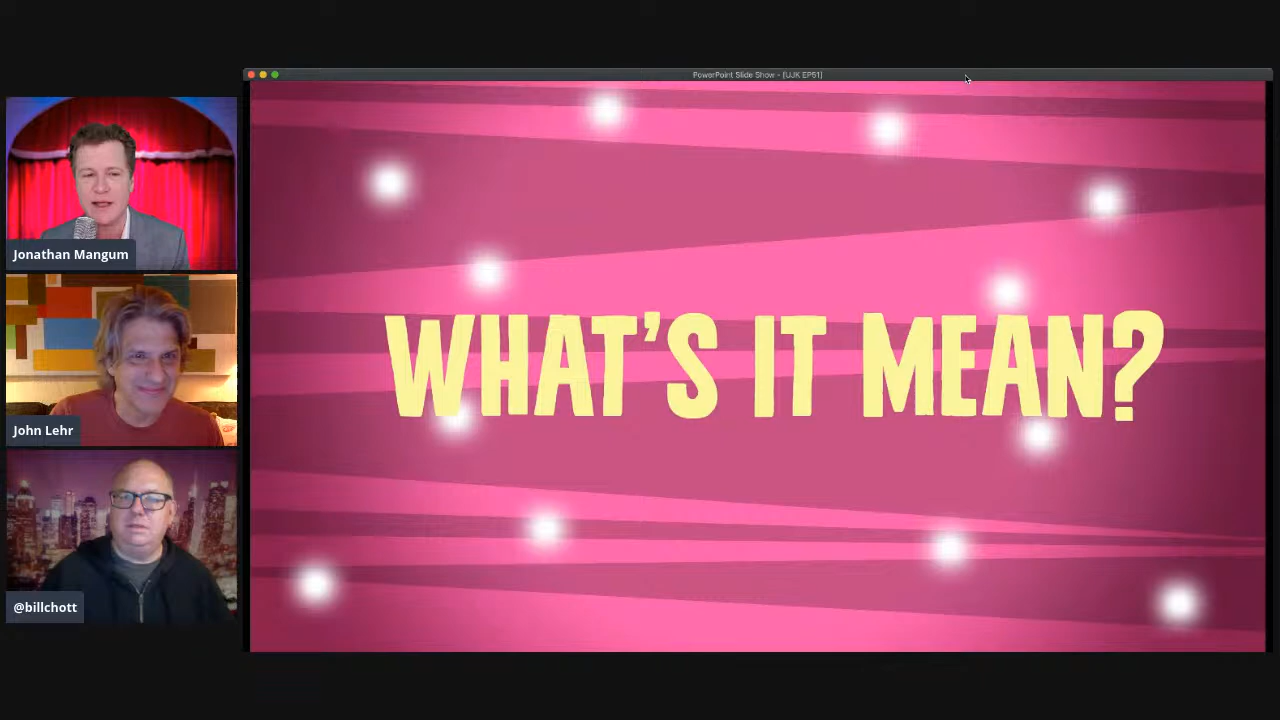 PowerPoint Slide Show - [UJK EP51]
Jonathan Mangum
John Lehr
@billchott
WHAT'S IT MEAN?